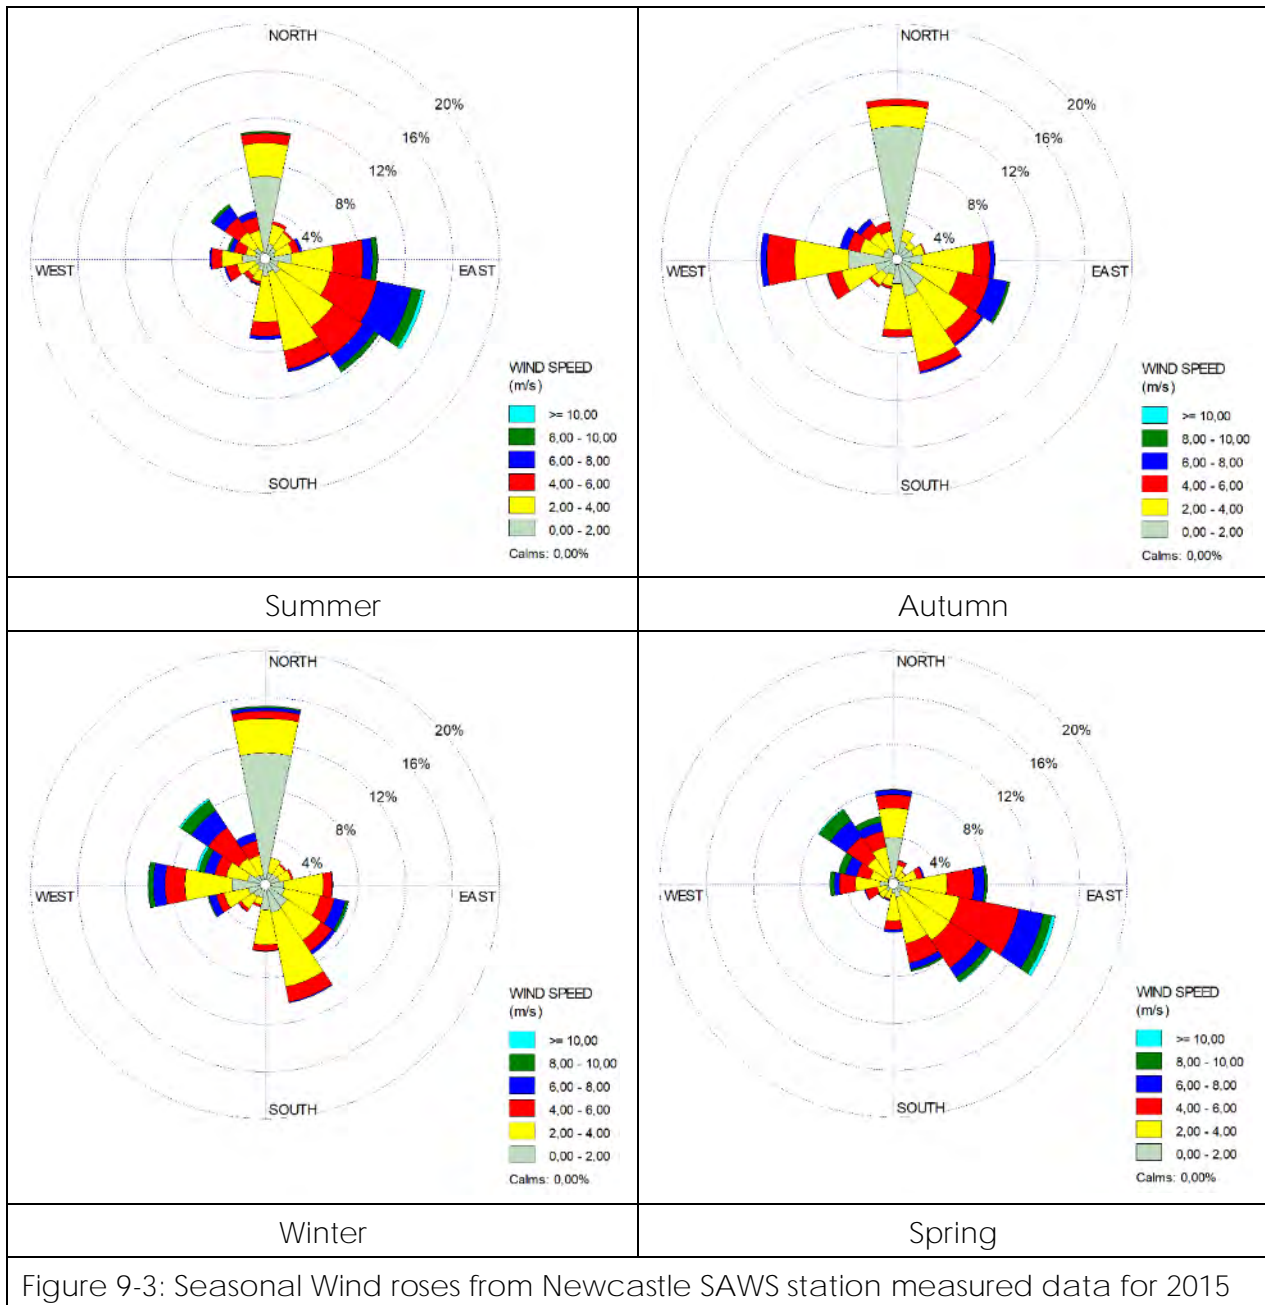 NORTH
20%
16%
12%
8%
4%
WEST
EAST
SOUTH
WIND SPEED
(m/s)
>= 10,00
8,00 - 10,00
6,00 - 8,00
4,00 - 6,00
2,00 - 4,00
0,00 - 2,00
Calms: 0,00%
Summer
NORTH
20%
16%
12%
8%
4%
WEST
EAST
SOUTH
WIND SPEED
(m/s)
>= 10,00
8,00 - 10,00
6,00 - 8,00
4,00 - 6,00
2,00 - 4,00
0,00 - 2,00
Calms: 0,00%
Autumn
NORTH
20%
16%
12%
8%
4%
WEST
EAST
SOUTH
WIND SPEED
(m/s)
>= 10,00
8,00 - 10,00
6,00 - 8,00
4,00 - 6,00
2,00 - 4,00
0,00 - 2,00
Calms: 0,00%
Winter
NORTH
20%
16%
12%
8%
4%
WEST
EAST
SOUTH
WIND SPEED
(m/s)
>= 10,00
8,00 - 10,00
6,00 - 8,00
4,00 - 6,00
2,00 - 4,00
0,00 - 2,00
Calms: 0,00%
Spring
Figure 9-3: Seasonal Wind roses from Newcastle SAWS station measured data for 2015